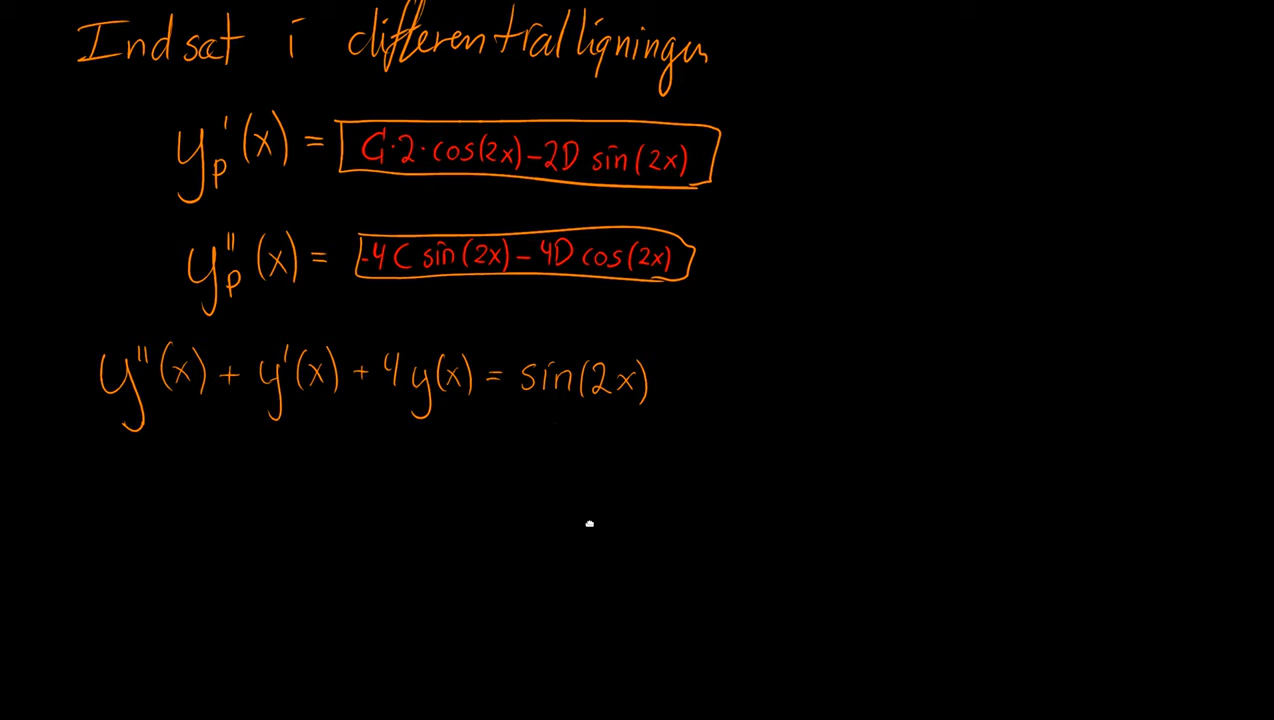 Indsæt i differentialligningen
y_p'(x) = C·2·cos(2x)-2D sin(2x)
y_p''(x) = -4C sin(2x)-4D cos(2x)
y''(x) + y'(x) + 4y(x) = sin(2x)